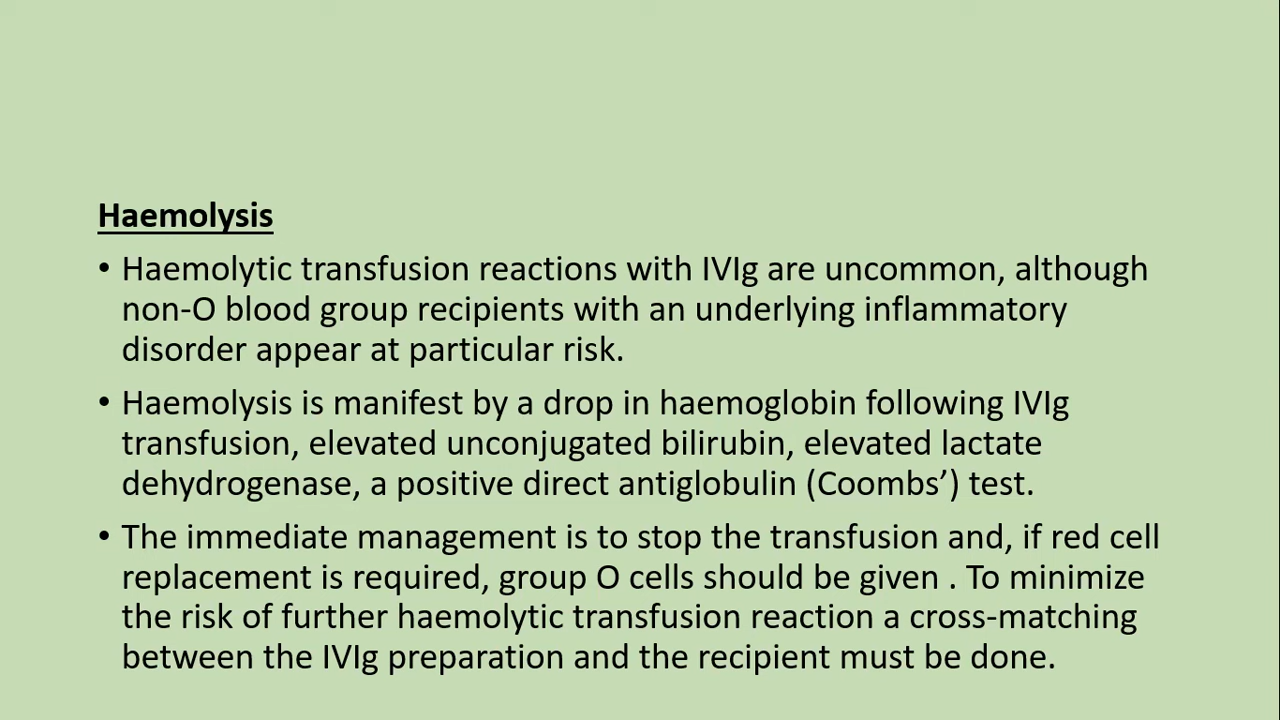 Haemolysis
• Haemolytic transfusion reactions with IVIg are uncommon, although
non-O blood group recipients with an underlying inflammatory
disorder appear at particular risk.
• Haemolysis is manifest by a drop in haemoglobin following IVIg
transfusion, elevated unconjugated bilirubin, elevated lactate
dehydrogenase, a positive direct antiglobulin (Coombs’) test.
• The immediate management is to stop the transfusion and, if red cell
replacement is required, group O cells should be given . To minimize
the risk of further haemolytic transfusion reaction a cross-matching
between the IVIg preparation and the recipient must be done.